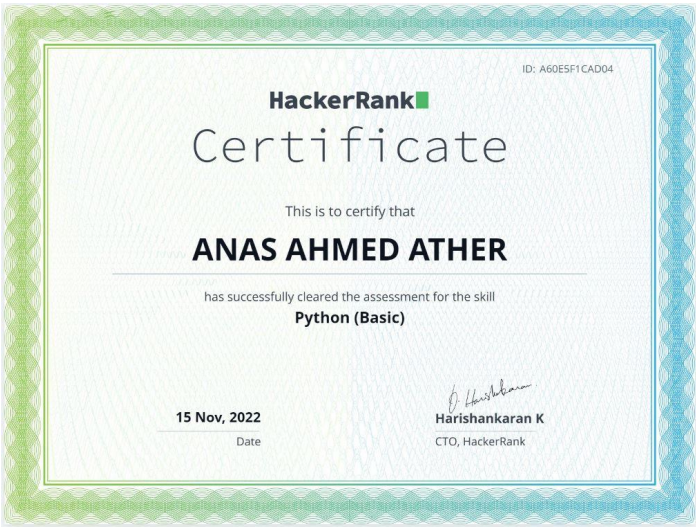 ID: A60E5F1CAD04
HackerRank
Certificate
This is to certify that
ANAS AHMED ATHER
has successfully cleared the assessment for the skill
Python (Basic)
15 Nov, 2022
Date
Harishankaran K
CTO, HackerRank